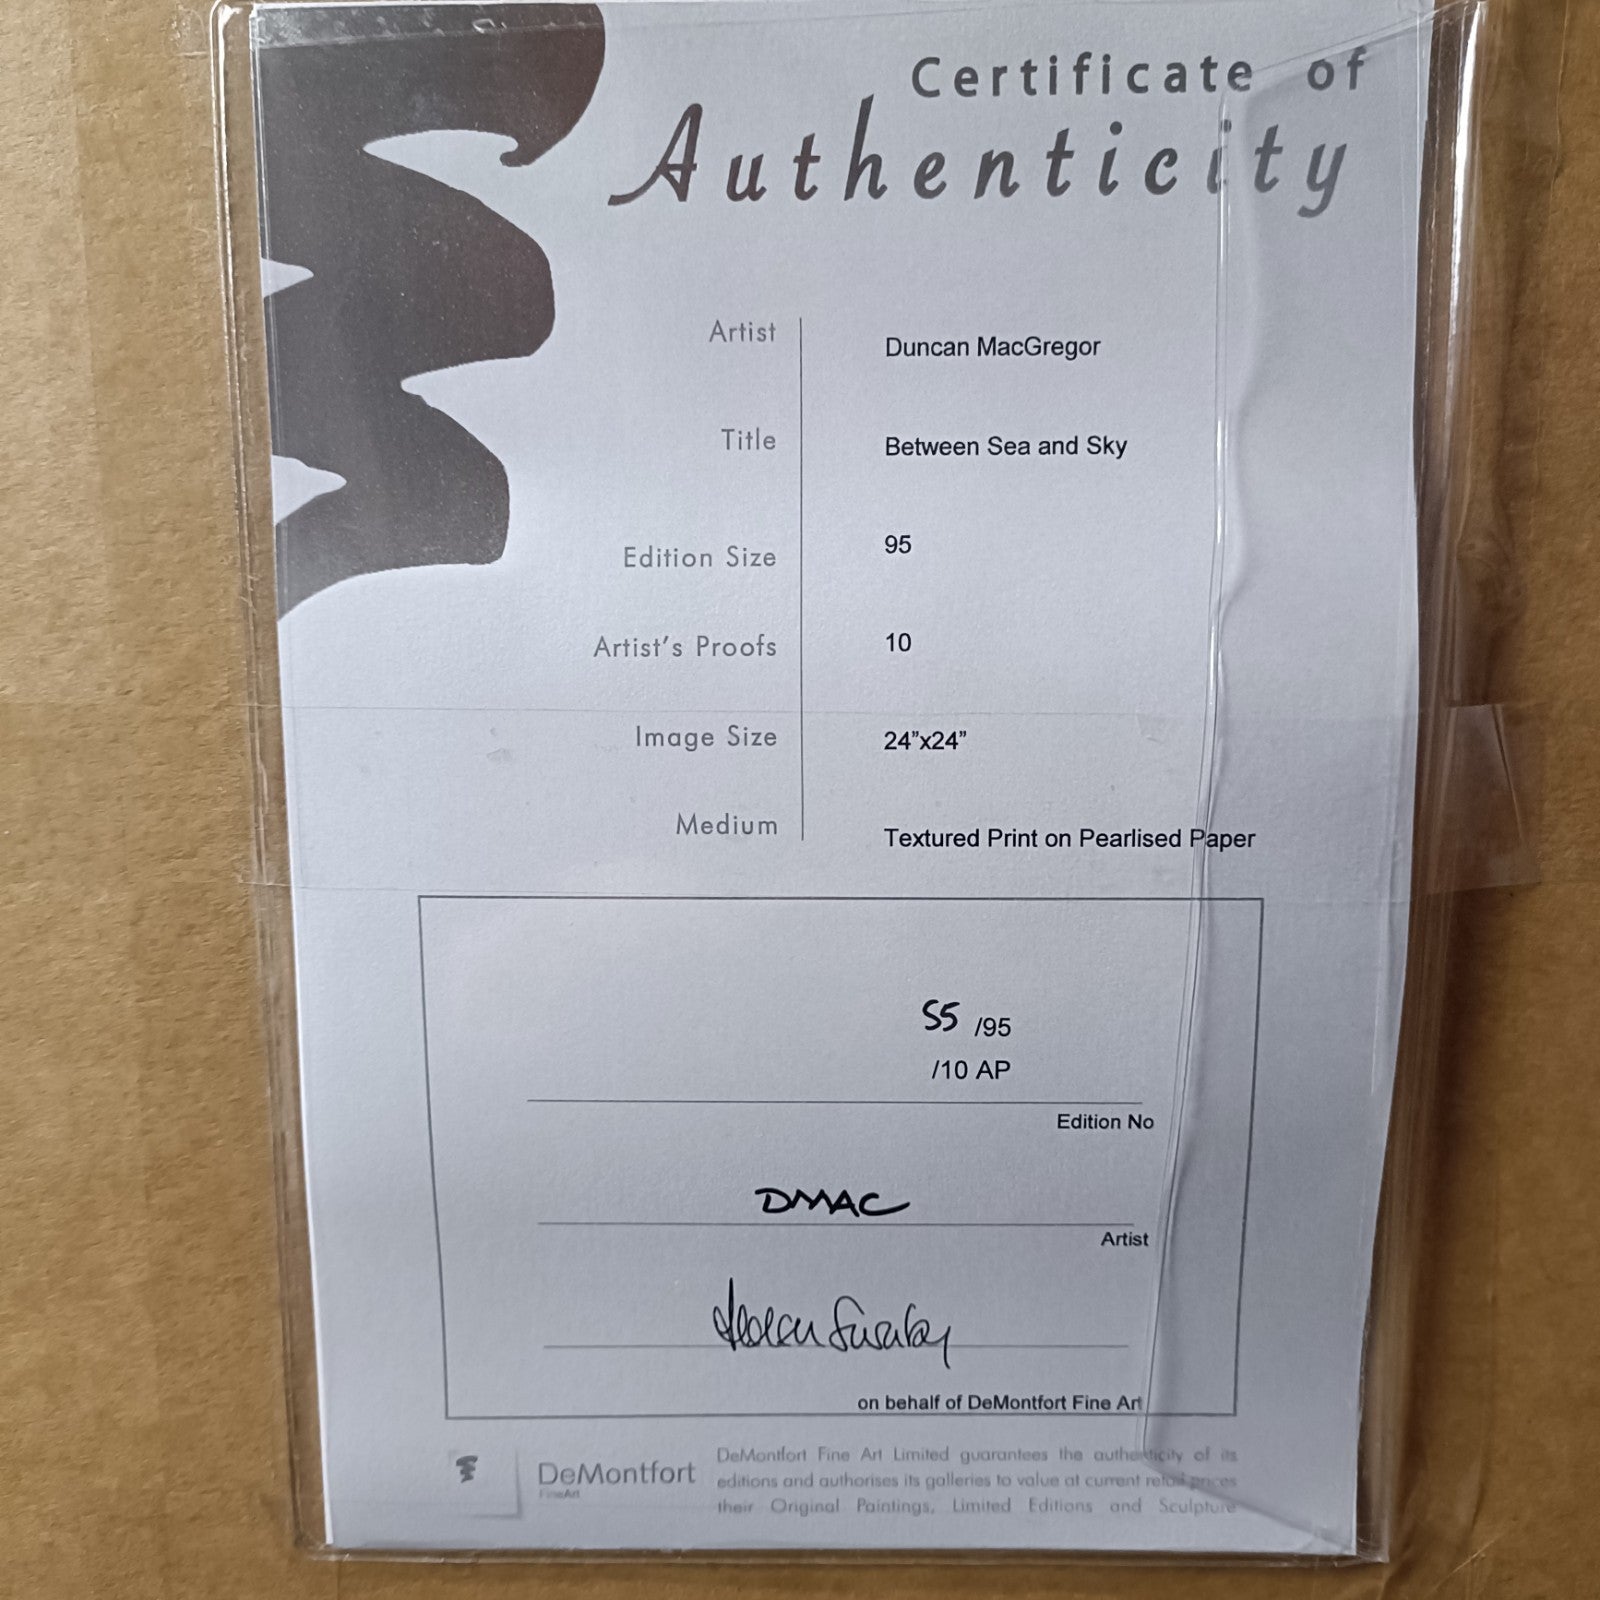 Certificate of
Authenticity
Artist Duncan MacGregor
Title Between Sea and Sky
Edition Size 95
Artist's Proofs 10
Image Size 24”x24”
Medium Textured Print on Pearlised Paper
55 /95
/10 AP
Edition No
DMAC
Artist
on behalf of DeMontfort Fine Art
DeMontfort
FineArt
DeMontfort Fine Art Limited guarantees the authenticity of its
editions and authorises its galleries to value at current retail prices
their Original Paintings, Limited Editions and Sculpture